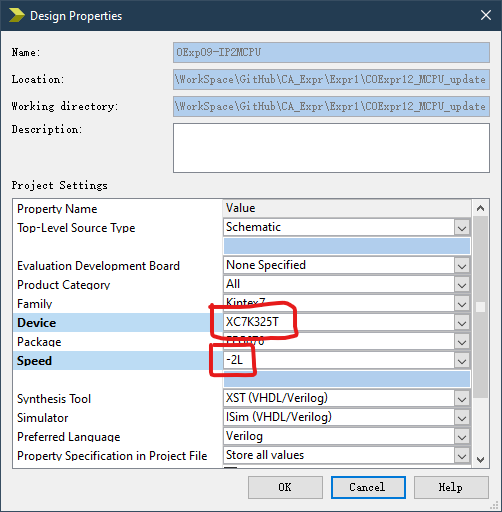 Design Properties
Name: OExp09-IP2MCPU
Location: \WorkSpace\GitHub\CA_Expr\Expr1\COExpr12_MCPU_update
Working directory: \WorkSpace\GitHub\CA_Expr\Expr1\COExpr12_MCPU_update
Description:
Project Settings
Property Name Value
Top-Level Source Type Schematic
Evaluation Development Board None Specified
Product Category All
Family Kintex7
Device XC7K325T
Package
Speed -2L
Synthesis Tool XST (VHDL/Verilog)
Simulator ISim (VHDL/Verilog)
Preferred Language Verilog
Property Specification in Project File Store all values
OK Cancel Help